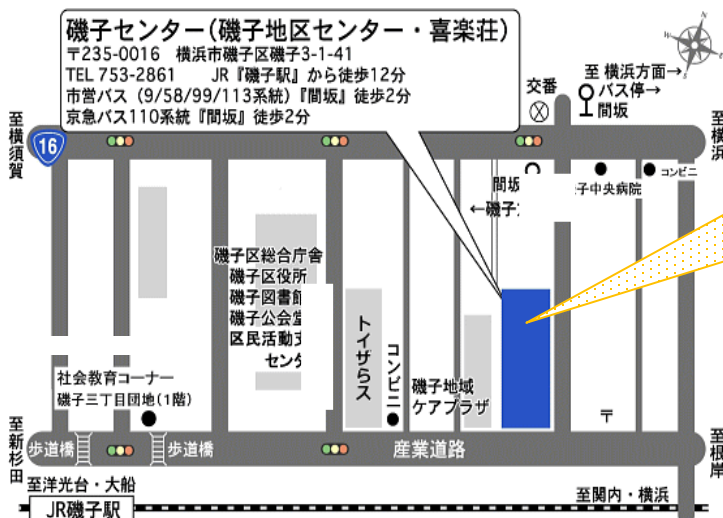 磯子センター(磯子地区センター・喜楽荘)
〒235-0016 横浜市磯子区磯子3-1-41
TEL 753-2861 JR『磯子駅』から徒歩12分
市営バス (9/58/99/113系統)『間坂』徒歩2分
京急バス110系統『間坂』徒歩2分
N
W
E
S
交番
至 横浜方面→
バス停→
間坂
至横須賀
16
至横浜
間坂
子中央病院
コンビニ
←磯子
磯子区総合庁舎
磯子区役所
磯子図書館
磯子公会堂
区民活動支
センタ
トイザらス
コンビニ
磯子地域
ケアプラザ
〒
社会教育コーナー
磯子三丁目団地(1階)
至新杉田
歩道橋
歩道橋
産業道路
至根岸
至洋光台・大船
JR磯子駅
至関内・横浜